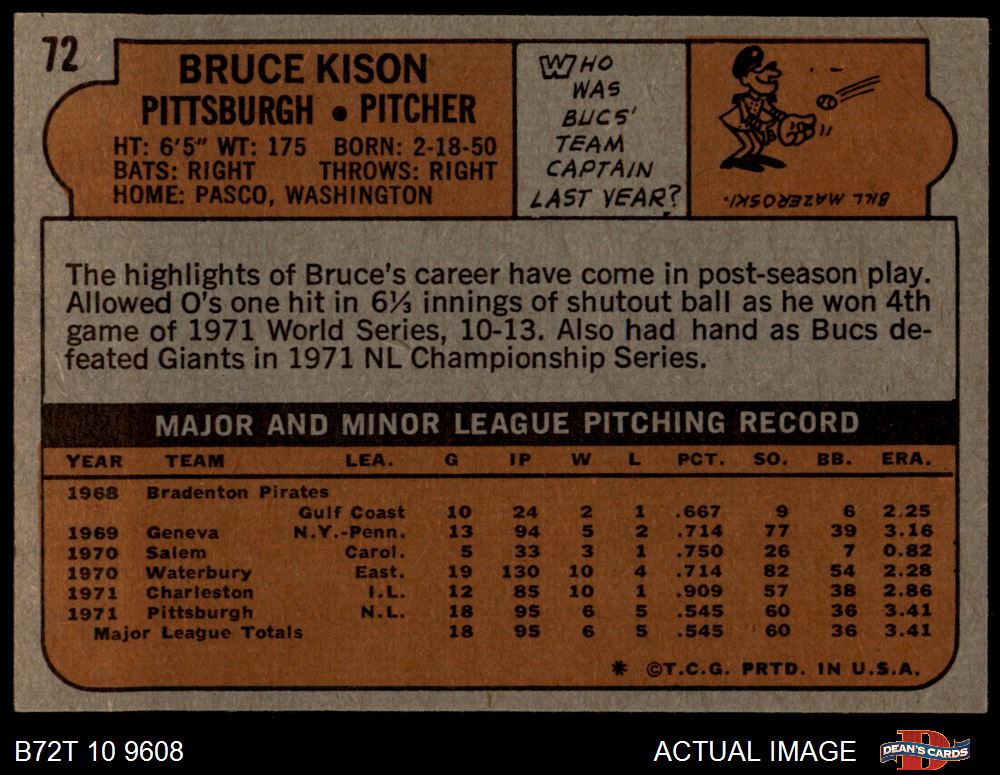 72
BRUCE KISON
PITTSBURGH • PITCHER
HT: 6'5" WT: 175 BORN: 2-18-50
BATS: RIGHT THROWS: RIGHT
HOME: PASCO, WASHINGTON
WHO
WAS
BUCS'
TEAM
CAPTAIN
LAST YEAR?
BILL MAZEROSKI.
The highlights of Bruce's career have come in post-season play.
Allowed O's one hit in 6⅓ innings of shutout ball as he won 4th
game of 1971 World Series, 10-13. Also had hand as Bucs de-
feated Giants in 1971 NL Championship Series.
MAJOR AND MINOR LEAGUE PITCHING RECORD
YEAR TEAM LEA. G IP W L PCT. SO. BB. ERA.
1968 Bradenton Pirates
Gulf Coast 10 24 2 1 .667 9 6 2.25
1969 Geneva N.Y.-Penn. 13 94 5 2 .714 77 39 3.16
1970 Salem Carol. 5 33 3 1 .750 26 7 0.82
1970 Waterbury East. 19 130 10 4 .714 82 54 2.28
1971 Charleston I.L. 12 85 10 1 .909 57 38 2.86
1971 Pittsburgh N.L. 18 95 6 5 .545 60 36 3.41
Major League Totals 18 95 6 5 .545 60 36 3.41
* ©T.C.G. PRTD. IN U.S.A.
B72T 10 9608
ACTUAL IMAGE
D
DEAN'S CARDS